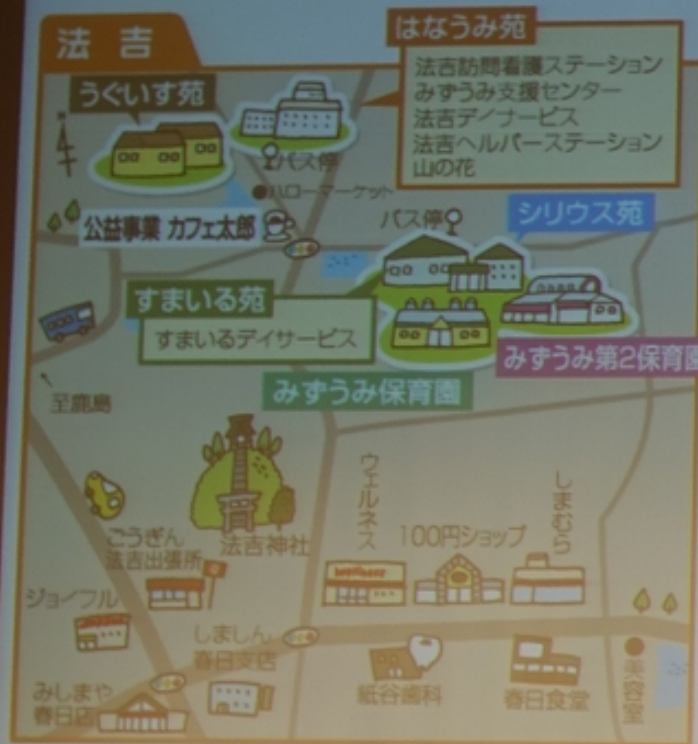 法吉
はなうみ苑
法吉訪問看護ステーション
みずうみ支援センター
法吉デイサービス
法吉ヘルパーステーション
山の花
うぐいす苑
バス停
ハローマーケット
公益事業 カフェ太郎
バス停
シリウス苑
すまいる苑
すまいるデイサービス
みずうみ第2保育園
みずうみ保育園
至鹿島
ごうぎん
法吉出張所
法吉神社
ウェルネス
100円ショップ
しまむら
ジョイフル
しましん
春日支店
みしまや
春日店
紙谷歯科
春日食堂
美容室